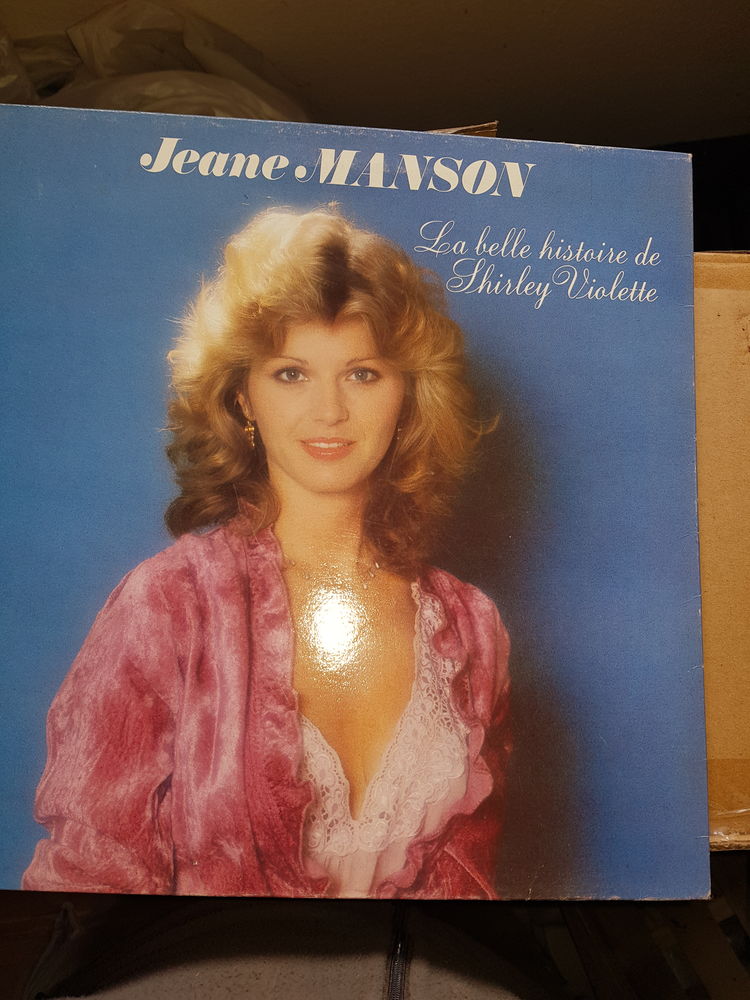 Jeane MANSON
La belle histoire de
Shirley Violette